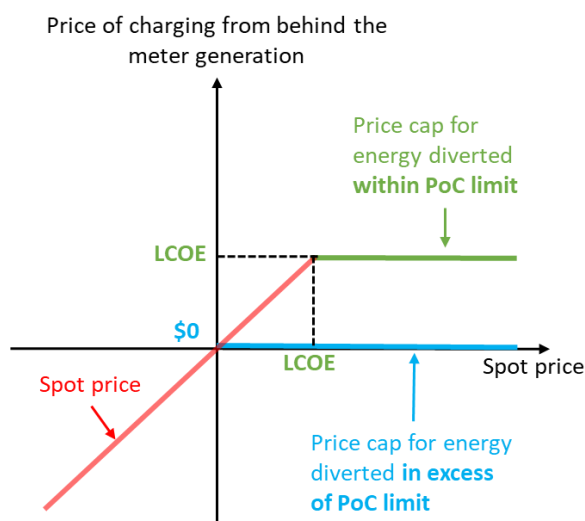 Price of charging from behind the
meter generation
Price cap for
energy diverted
within PoC limit
LCOE
$0
LCOE
Spot price
Spot price
Price cap for energy
diverted in excess
of PoC limit